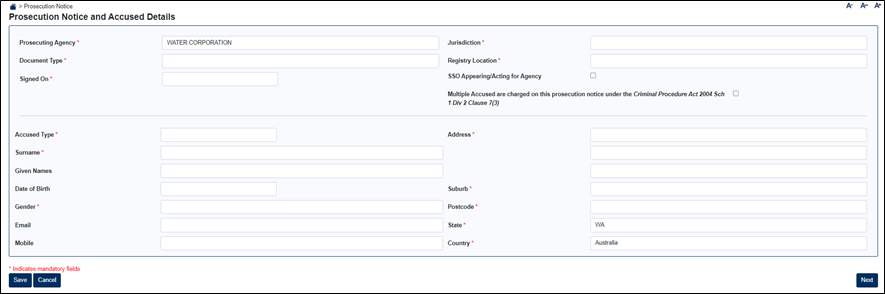 > Prosecution Notice
A- A~ A+
Prosecution Notice and Accused Details
Prosecuting Agency * WATER CORPORATION Jurisdiction *
Document Type * Registry Location *
Signed On * SSO Appearing/Acting for Agency
Multiple Accused are charged on this prosecution notice under the Criminal Procedure Act 2004 Sch
1 Div 2 Clause 7(3)
Accused Type * Address *
Surname *
Given Names
Date of Birth Suburb *
Gender * Postcode *
Email State * WA
Mobile Country * Australia
* Indicates mandatory fields
Save Cancel Next